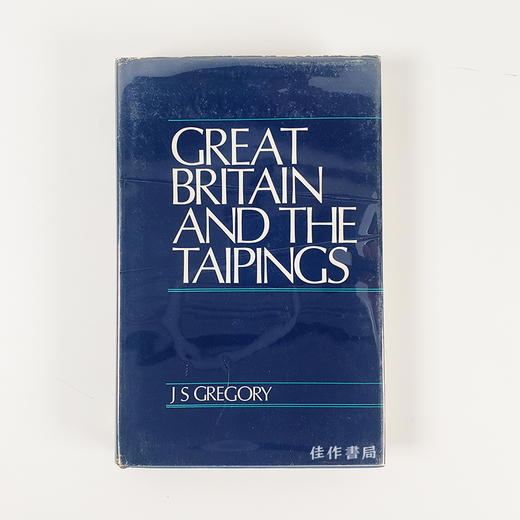 GREAT
BRITAIN
AND THE
TAIPINGS
J S GREGORY
佳作書局